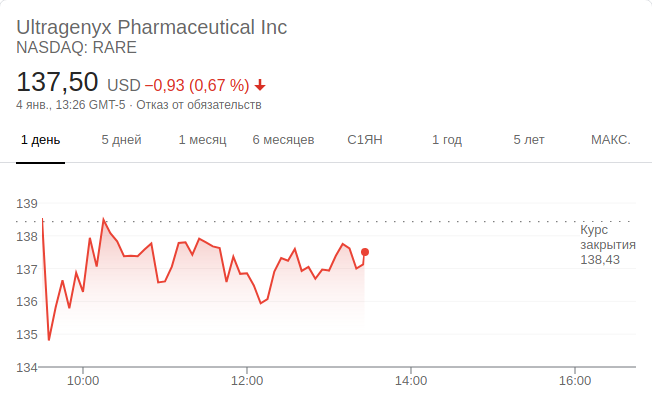 Ultragenyx Pharmaceutical Inc
NASDAQ: RARE
137,50 USD −0,93 (0,67 %)
4 янв., 13:26 GMT-5 · Отказ от обязательств
1 день 5 дней 1 месяц 6 месяцев С1ЯН 1 год 5 лет МАКС.
139
138
137
136
135
134
Курс
закрытия
138,43
10:00 12:00 14:00 16:00